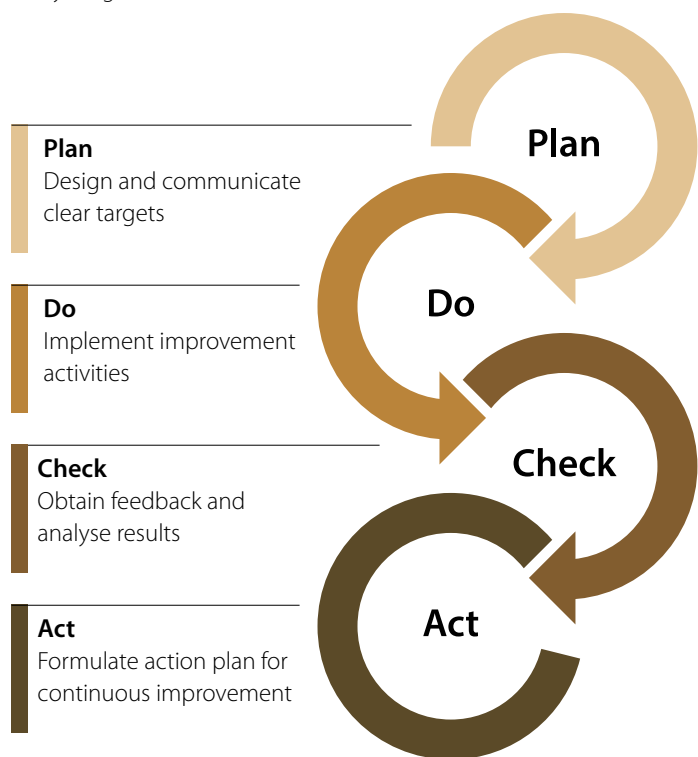 Plan
Design and communicate
clear targets
Plan
Do
Implement improvement
activities
Do
Check
Obtain feedback and
analyse results
Check
Act
Formulate action plan for
continuous improvement
Act